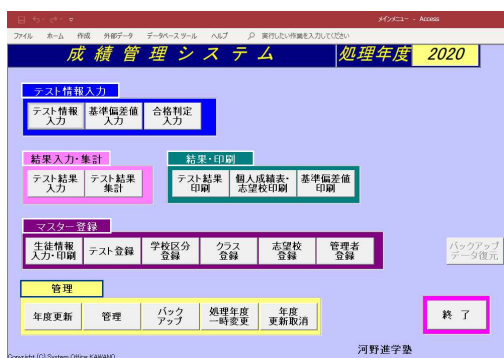 メインメニュー - Access
ファイル ホーム 作成 外部データ データベース ツール ヘルプ 実行したい作業を入力してください
成績管理システム 処理年度 2020
テスト情報入力
テスト情報入力 基準偏差値入力 合格判定入力
結果入力・集計 結果・印刷
テスト結果入力 テスト結果集計 テスト結果印刷 個人成績表・志望校印刷 基準偏差値印刷
マスター登録
生徒情報入力・印刷 テスト登録 学校区分登録 クラス登録 志望校登録 管理者登録 バックアップデータ復元
管理
年度更新 管理 バックアップ 処理年度一時変更 年度更新取消 終了
河野進学塾
Copyright (C) System Office KAWANO